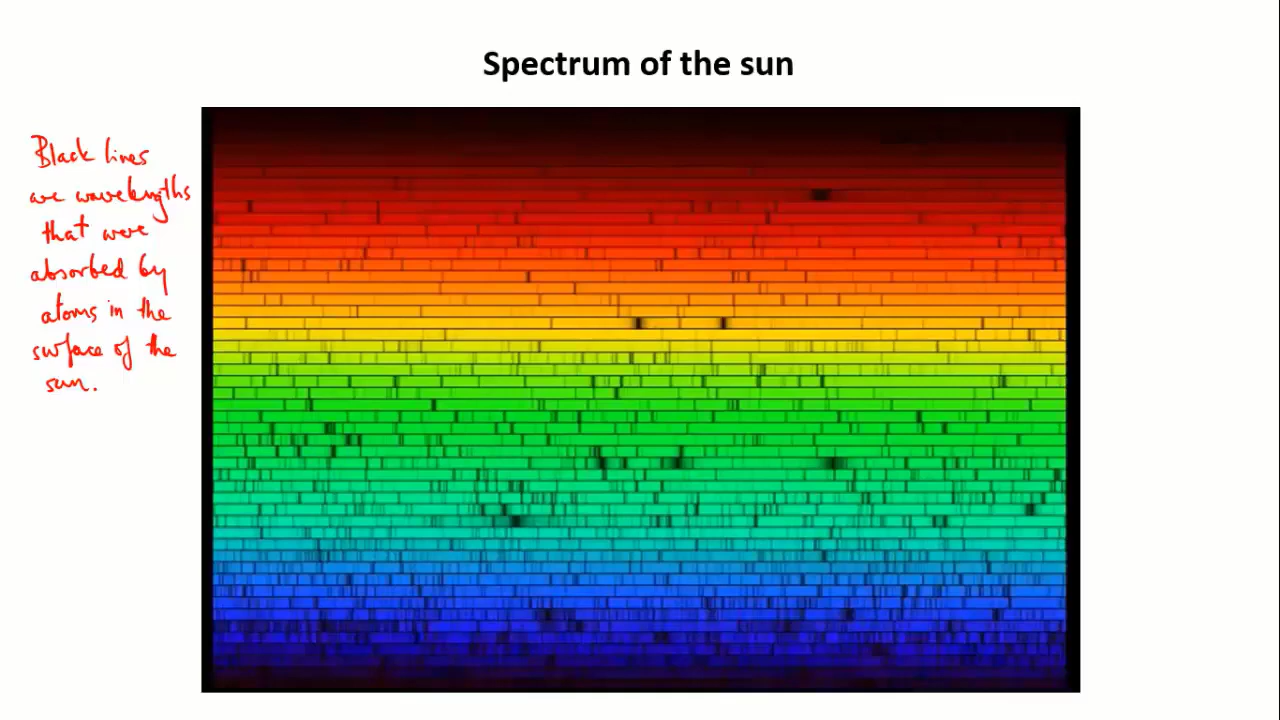 Spectrum of the sun
Black lines
are wavelengths
that were
absorbed by
atoms in the
surface of the
sun.